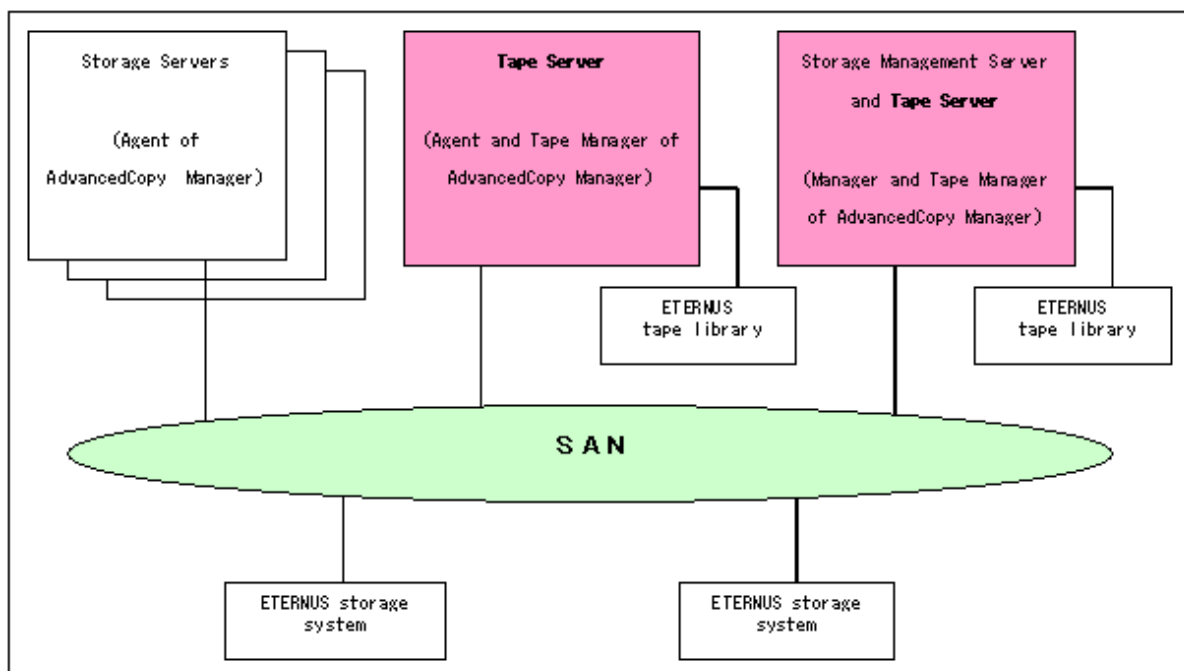 Storage Servers
(Agent of
AdvancedCopy Manager)
Tape Server
(Agent and Tape Manager of
AdvancedCopy Manager)
Storage Management Server
and Tape Server
(Manager and Tape Manager
of AdvancedCopy Manager)
ETERNUS
tape library
ETERNUS
tape library
SAN
ETERNUS storage
system
ETERNUS storage
system